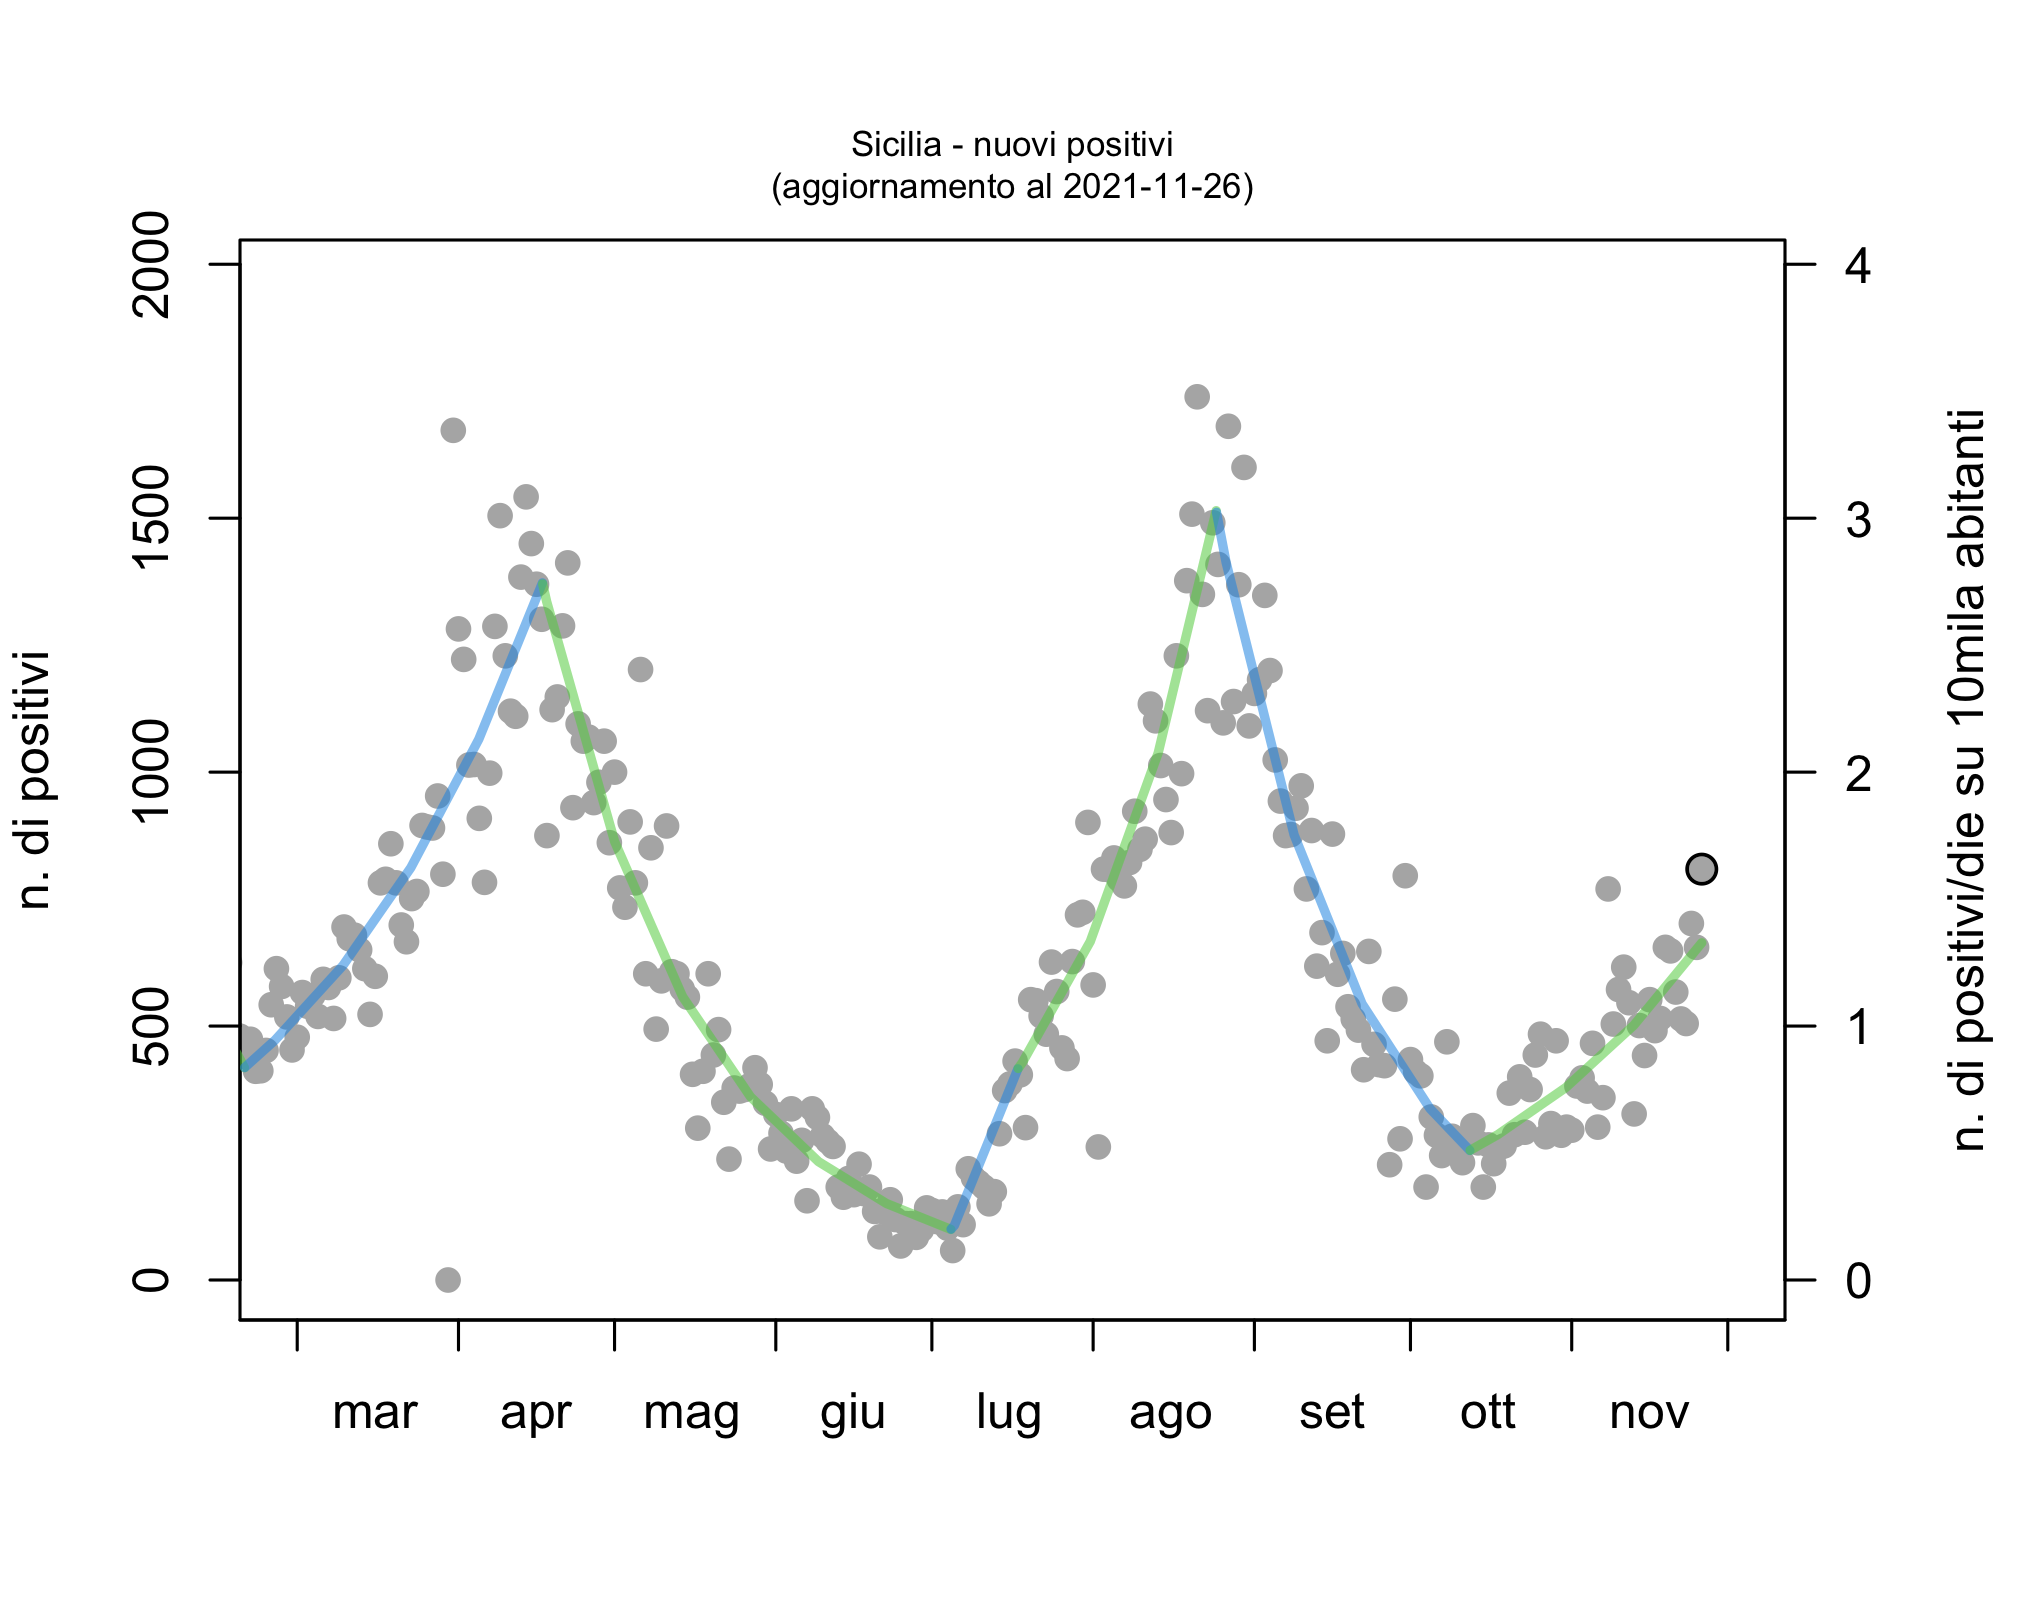 Sicilia - nuovi positivi
(aggiornamento al 2021-11-26)
n. di positivi
2000
1500
1000
500
0
4
3
2
1
0
n. di positivi/die su 10mila abitanti
mar apr mag giu lug ago set ott nov